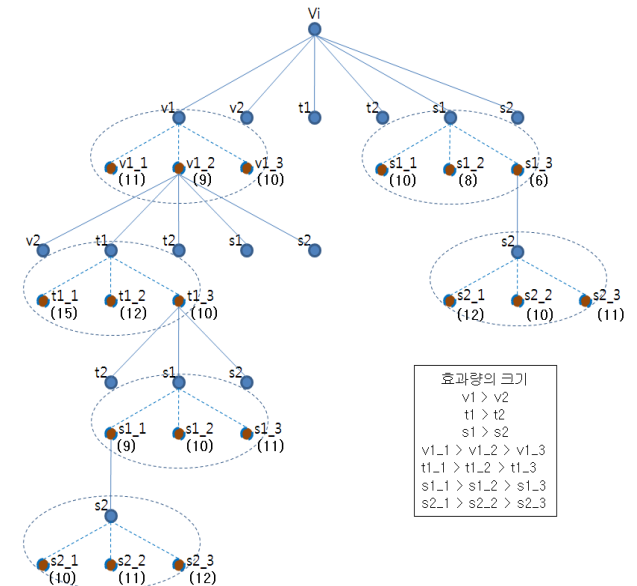 Vi
v1 v2 t1 t2 s1 s2
v1_1 v1_2 v1_3 s1_1 s1_2 s1_3
(11) (9) (10) (10) (8) (6)
v2 t1 t2 s1 s2 s2
t1_1 t1_2 t1_3 s2_1 s2_2 s2_3
(15) (12) (10) (12) (10) (11)
t2 s1 s2
s1_1 s1_2 s1_3
(9) (10) (11)
s2
s2_1 s2_2 s2_3
(10) (11) (12)
효과량의 크기
v1 > v2
t1 > t2
s1 > s2
v1_1 > v1_2 > v1_3
t1_1 > t1_2 > t1_3
s1_1 > s1_2 > s1_3
s2_1 > s2_2 > s2_3